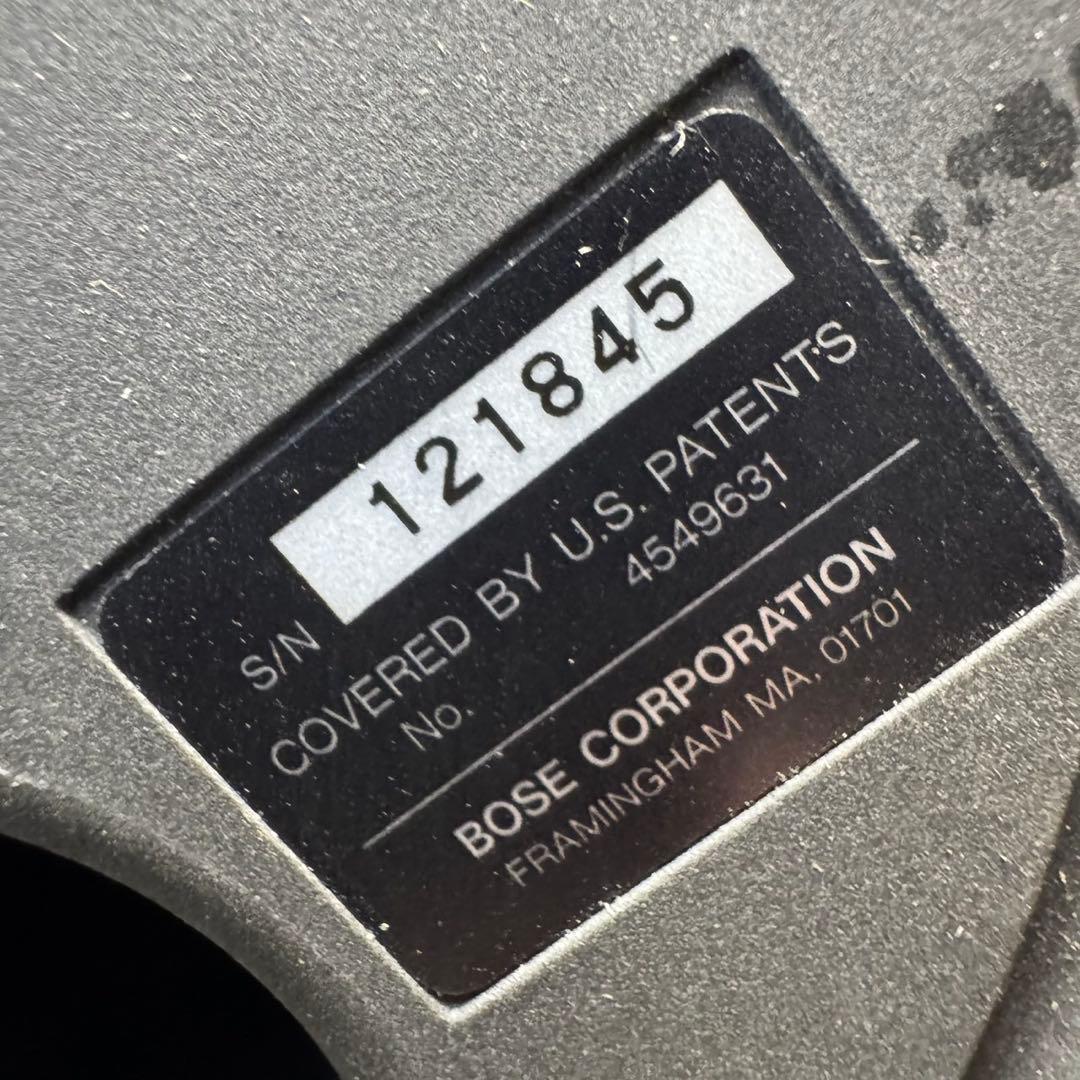 S/N 121845
COVERED BY U.S. PATENTS
No. 4549631
BOSE CORPORATION
FRAMINGHAM MA, 01701